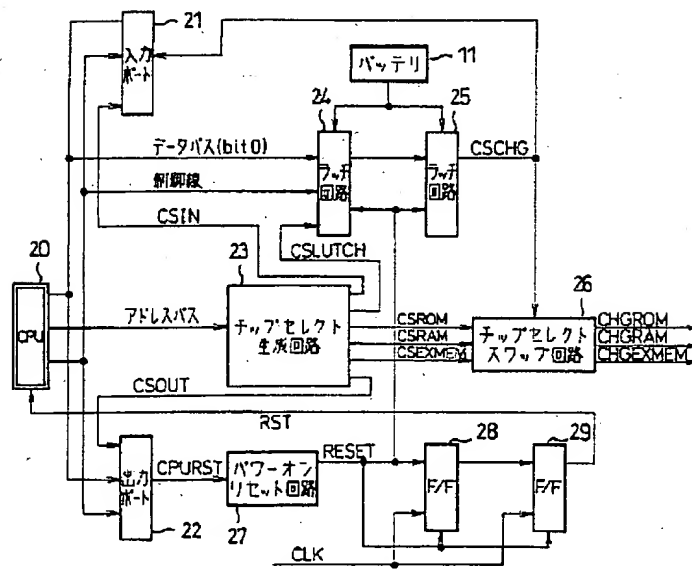 21
入力
ポート
バッテリ
11
24
25
データバス(bit0)
ラッチ
回路
ラッチ
回路
CSCHG
制御線
CSIN
CSLUTCH
20
23
26
CPU
アドレスバス
チップセレクト
生成回路
CSROM
CSRAM
CSEXMEM
チップセレクト
スワップ回路
CHGROM
CHGRAM
CHGEXMEM
CSOUT
RST
28
29
出力
ポート
CPURST
パワーオン
リセット回路
RESET
F/F
F/F
22
27
CLK